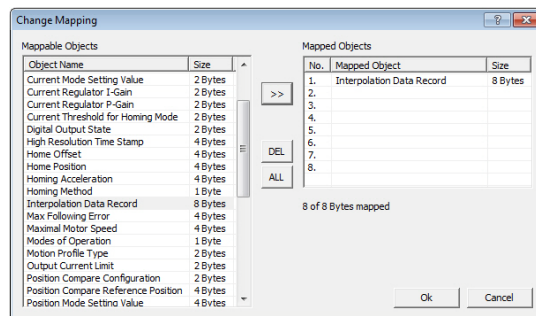 Change Mapping
Mappable Objects
Object Name Size
Current Mode Setting Value 2 Bytes
Current Regulator I-Gain 2 Bytes
Current Regulator P-Gain 2 Bytes
Current Threshold for Homing Mode 2 Bytes
Digital Output State 2 Bytes
High Resolution Time Stamp 4 Bytes
Home Offset 4 Bytes
Home Position 4 Bytes
Homing Acceleration 4 Bytes
Homing Method 1 Byte
Interpolation Data Record 8 Bytes
Max Following Error 4 Bytes
Maximal Motor Speed 4 Bytes
Modes of Operation 1 Byte
Motion Profile Type 2 Bytes
Output Current Limit 2 Bytes
Position Compare Configuration 2 Bytes
Position Compare Reference Position 4 Bytes
Position Mode Setting Value 4 Bytes
>>
DEL
ALL
Mapped Objects
No. Mapped Object Size
1. Interpolation Data Record 8 Bytes
2.
3.
4.
5.
6.
7.
8.
8 of 8 Bytes mapped
Ok Cancel